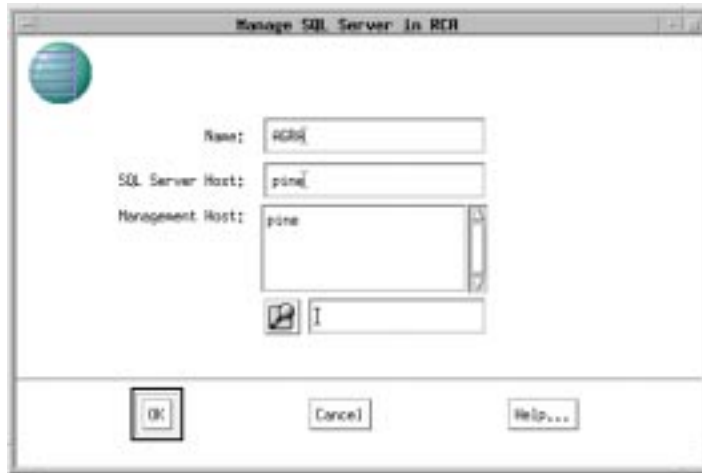 Manage SQL Server in RCA
Name: AGRA
SQL Server Host: pine
Management Host: pine
OK Cancel Help...